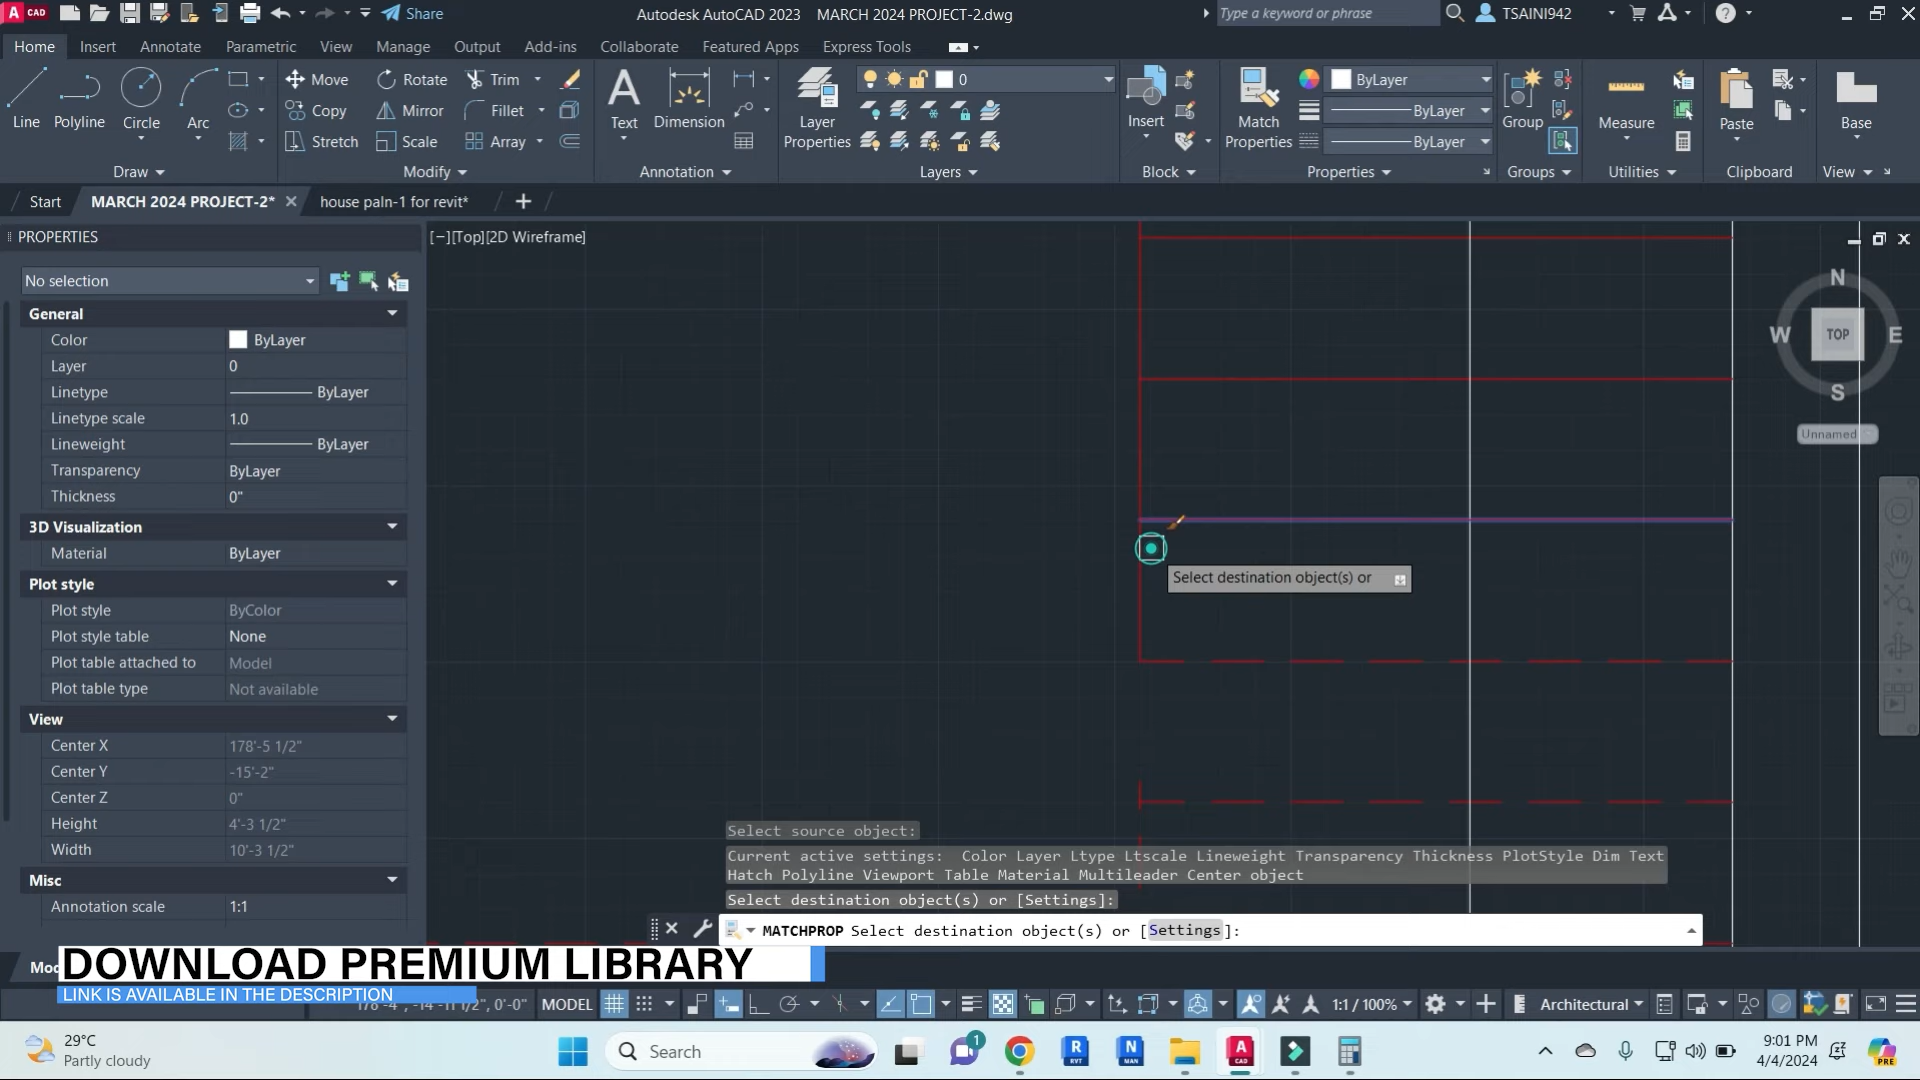 CAD Share Autodesk AutoCAD 2023 MARCH 2024 PROJECT-2.dwg Type a keyword or phrase TSAINI942
Home Insert Annotate Parametric View Manage Output Add-ins Collaborate Featured Apps Express Tools
Line Polyline Circle Arc
Move Rotate Trim
Copy Mirror Fillet
Stretch Scale Array
Text Dimension
Layer Properties
0
Insert
Match Properties
ByLayer
ByLayer
ByLayer
Group
Measure
Paste
Base
Draw Modify Annotation Layers Block Properties Groups Utilities Clipboard View
Start MARCH 2024 PROJECT-2* house paln-1 for revit*
PROPERTIES
[−][Top][2D Wireframe]
No selection
General
Color ByLayer
Layer 0
Linetype ByLayer
Linetype scale 1.0
Lineweight ByLayer
Transparency ByLayer
Thickness 0"
3D Visualization
Material ByLayer
Plot style
Plot style ByColor
Plot style table None
Plot table attached to Model
Plot table type Not available
View
Center X 178'-5 1/2"
Center Y -15'-2"
Center Z 0"
Height 4'-3 1/2"
Width 10'-3 1/2"
Misc
Annotation scale 1:1
N
W TOP E
S
Unnamed
Select destination object(s) or
Select source object:
Current active settings: Color Layer Ltype Ltscale Lineweight Transparency Thickness PlotStyle Dim Text
Hatch Polyline Viewport Table Material Multileader Center object
Select destination object(s) or [Settings]:
MATCHPROP Select destination object(s) or [Settings]:
DOWNLOAD PREMIUM LIBRARY
LINK IS AVAILABLE IN THE DESCRIPTION
MODEL 1:1 / 100% Architectural
29°C
Partly cloudy
Search
1
RVT
N
MAN
A
CAD
9:01 PM
4/4/2024
PRE